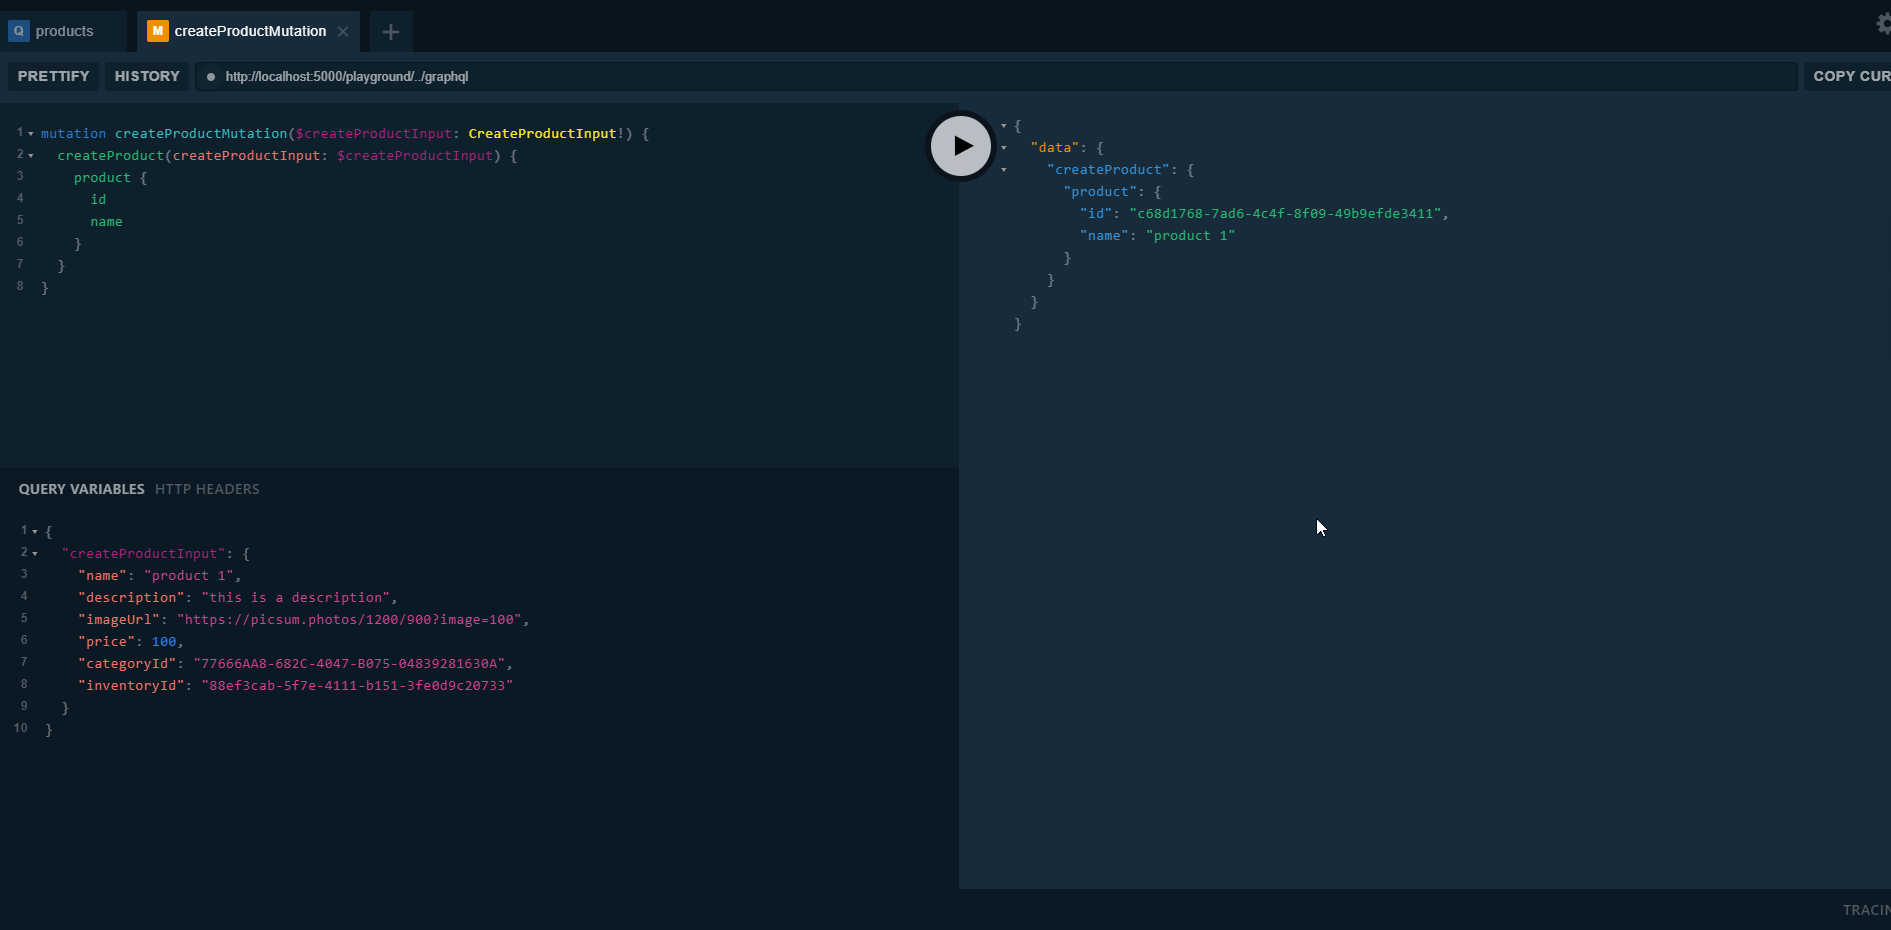 Q products
M createProductMutation
PRETTIFY HISTORY http://localhost:5000/playground/../graphql COPY CUR
1 mutation createProductMutation($createProductInput: CreateProductInput!) {
2 createProduct(createProductInput: $createProductInput) {
3 product {
4 id
5 name
6 }
7 }
8 }
{
"data": {
"createProduct": {
"product": {
"id": "c68d1768-7ad6-4c4f-8f09-49b9efde3411",
"name": "product 1"
}
}
}
}
QUERY VARIABLES HTTP HEADERS
1 {
2 "createProductInput": {
3 "name": "product 1",
4 "description": "this is a description",
5 "imageUrl": "https://picsum.photos/1200/900?image=100",
6 "price": 100,
7 "categoryId": "77666AA8-682C-4047-B075-04839281630A",
8 "inventoryId": "88ef3cab-5f7e-4111-b151-3fe0d9c20733"
9 }
10 }
TRACIN